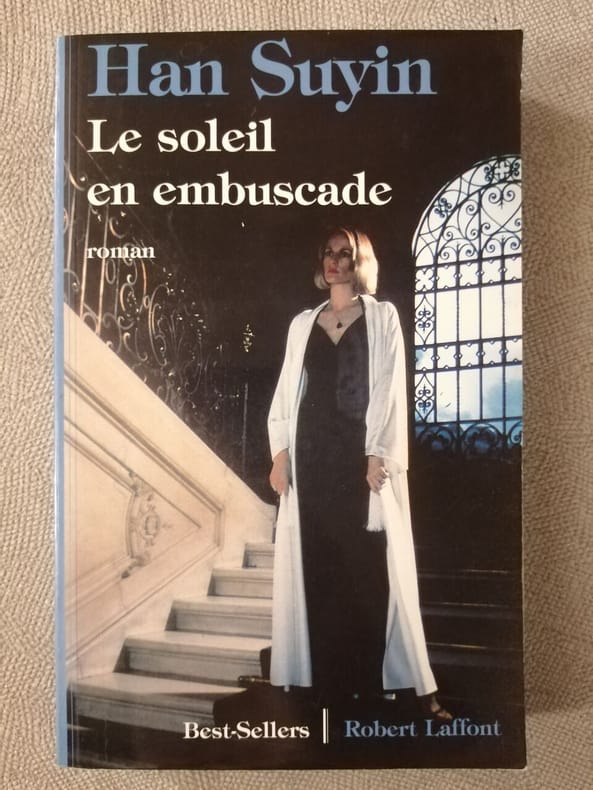 Han Suyin
Le soleil
en embuscade
roman
Best-Sellers
Robert Laffont